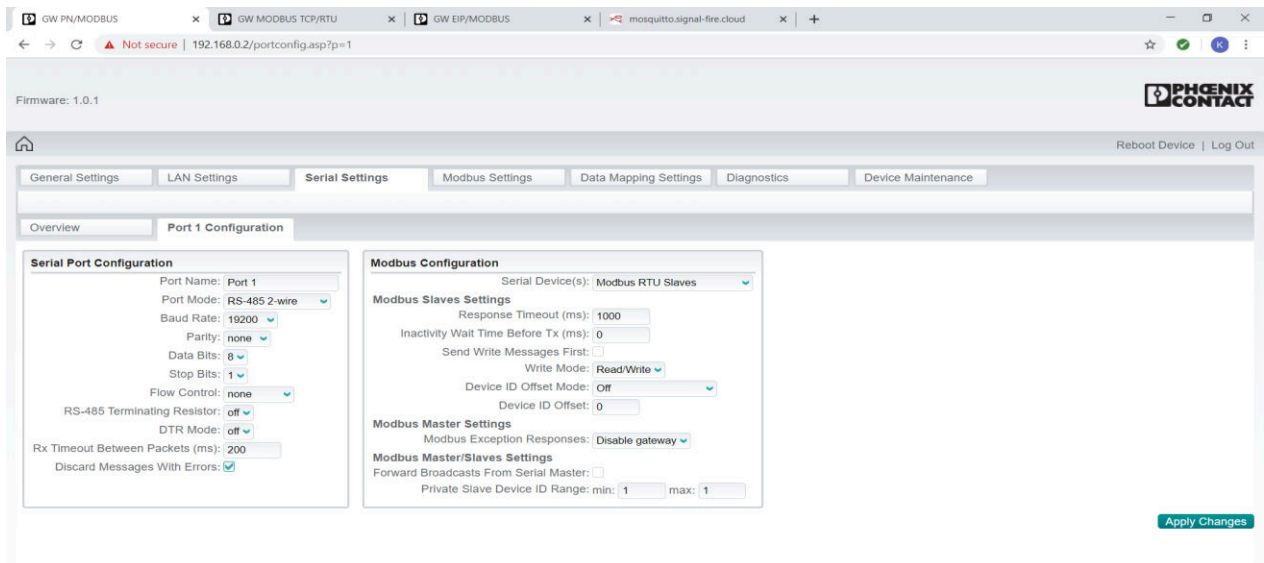 GW PN/MODBUS GW MODBUS TCP/RTU GW EIP/MODBUS mosquitto.signal-fire.cloud
Not secure | 192.168.0.2/portconfig.asp?p=1 K
Firmware: 1.0.1
PHŒNIX
CONTACT
Reboot Device | Log Out
General Settings LAN Settings Serial Settings Modbus Settings Data Mapping Settings Diagnostics Device Maintenance
Overview Port 1 Configuration
Serial Port Configuration
Port Name: Port 1
Port Mode: RS-485 2-wire
Baud Rate: 19200
Parity: none
Data Bits: 8
Stop Bits: 1
Flow Control: none
RS-485 Terminating Resistor: off
DTR Mode: off
Rx Timeout Between Packets (ms): 200
Discard Messages With Errors:
Modbus Configuration
Serial Device(s): Modbus RTU Slaves
Modbus Slaves Settings
Response Timeout (ms): 1000
Inactivity Wait Time Before Tx (ms): 0
Send Write Messages First:
Write Mode: Read/Write
Device ID Offset Mode: Off
Device ID Offset: 0
Modbus Master Settings
Modbus Exception Responses: Disable gateway
Modbus Master/Slaves Settings
Forward Broadcasts From Serial Master:
Private Slave Device ID Range: min: 1 max: 1
Apply Changes